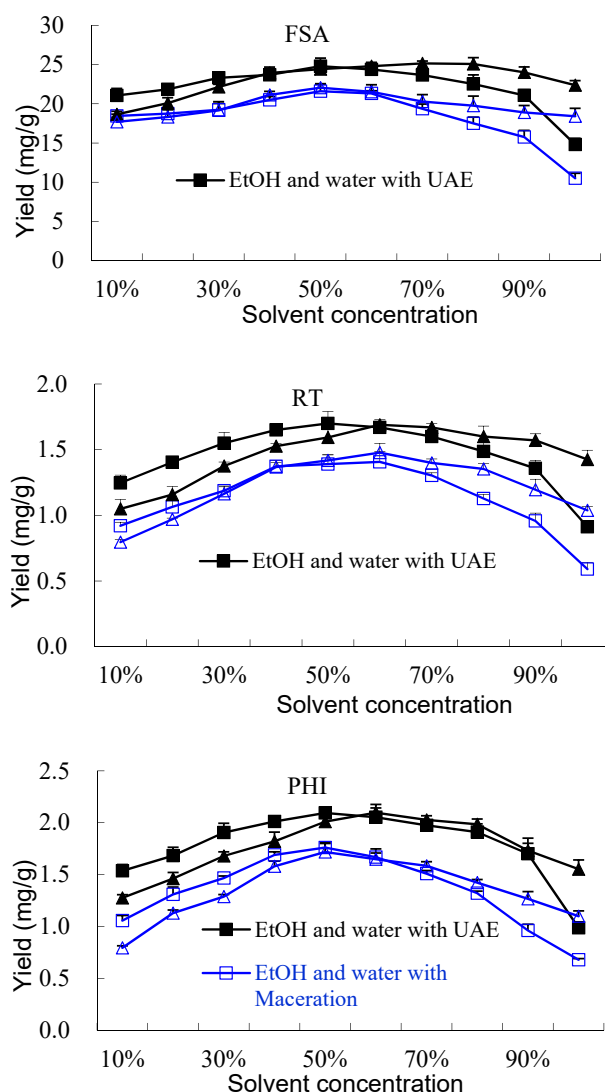 FSA
Yield (mg/g)
30
25
20
15
10
5
0
EtOH and water with UAE
10% 30% 50% 70% 90%
Solvent concentration
RT
Yield (mg/g)
2.0
1.5
1.0
0.5
0.0
EtOH and water with UAE
10% 30% 50% 70% 90%
Solvent concentration
PHI
Yield (mg/g)
2.5
2.0
1.5
1.0
0.5
0.0
EtOH and water with UAE
EtOH and water with
Maceration
10% 30% 50% 70% 90%
Solvent concentration